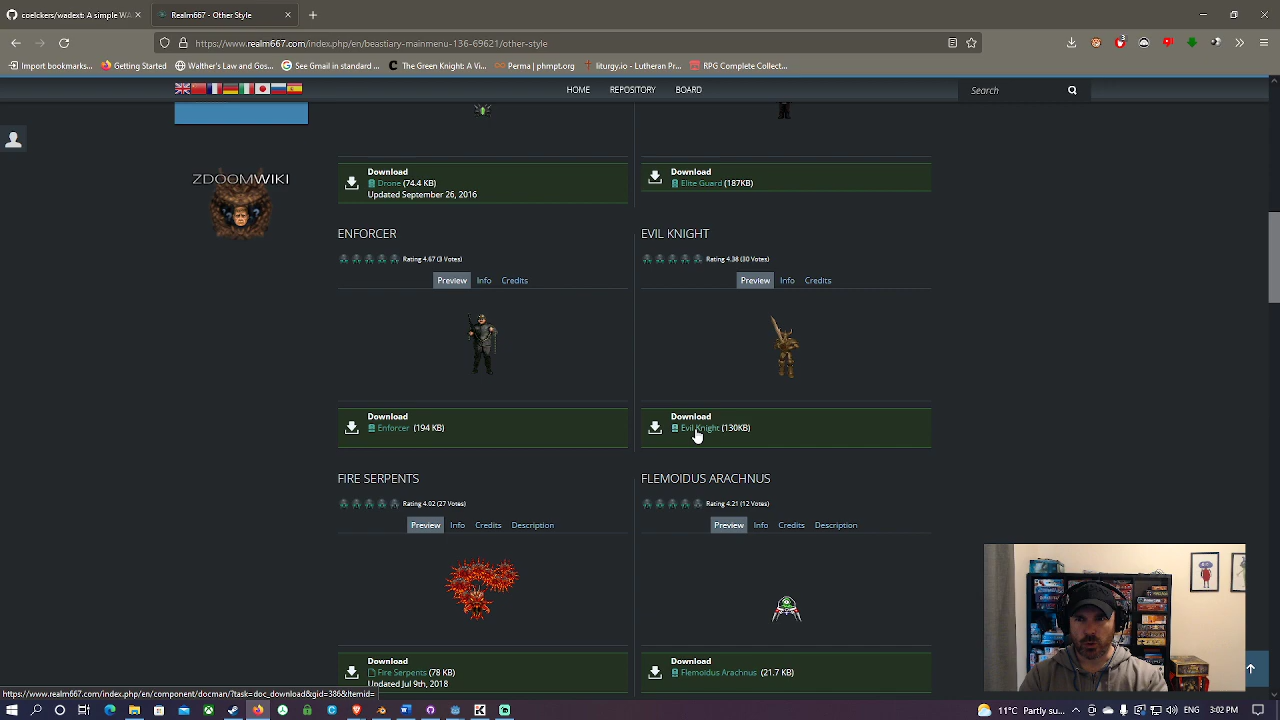 coelckers/wadext: A simple WA
Realm667 - Other Style
https://www.realm667.com/index.php/en/beastiary-mainmenu-136-69621/other-style
3
Import bookmarks...
Getting Started
Walther's Law and Gos...
See Gmail in standard ...
The Green Knight: A Vi...
Perma | phmpt.org
liturgy.io - Lutheran Pr...
RPG Complete Collect...
HOME
REPOSITORY
BOARD
Search
ZDOOMWIKI
Download
Drone (74.4 KB)
Updated September 26, 2016
Download
Elite Guard (187KB)
ENFORCER
Rating 4.67 (3 Votes)
Preview
Info
Credits
EVIL KNIGHT
Rating 4.38 (30 Votes)
Preview
Info
Credits
Download
Enforcer (194 KB)
Download
Evil Knight (130KB)
FIRE SERPENTS
Rating 4.02 (27 Votes)
Preview
Info
Credits
Description
FLEMOIDUS ARACHNUS
Rating 4.21 (12 Votes)
Preview
Info
Credits
Description
Download
Fire Serpents (78 KB)
Updated Jul 9th, 2018
Download
Flemoidus Arachnus (21.7 KB)
https://www.realm667.com/index.php/en/component/docman/?task=doc_download&gid=386&Itemid=
11°C Partly su...
3:02 PM